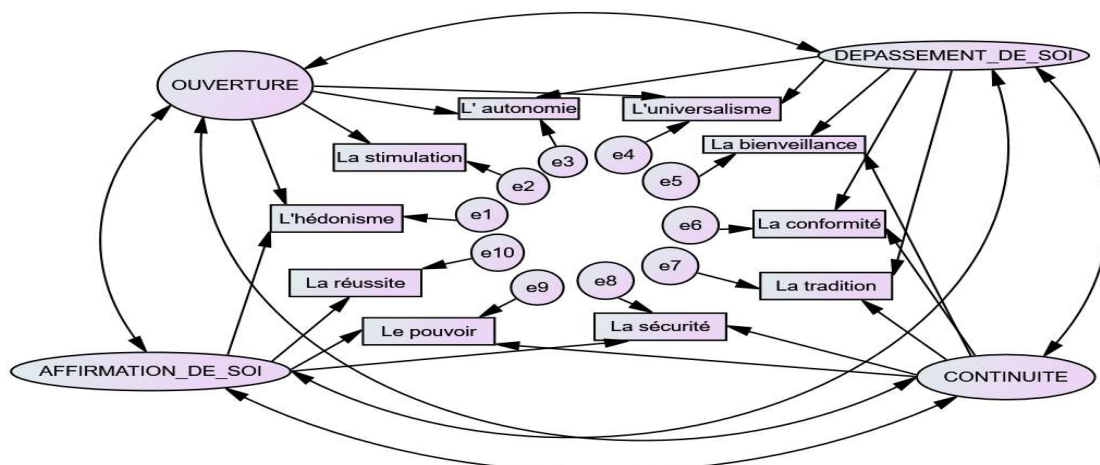 DEPASSEMENT_DE_SOI
OUVERTURE
L' autonomie
L'universalisme
La bienveillance
La stimulation
e3
e4
e5
e2
L'hédonisme
e1
e6
La conformité
e10
e7
La réussite
e9
e8
La tradition
Le pouvoir
La sécurité
AFFIRMATION_DE_SOI
CONTINUITE